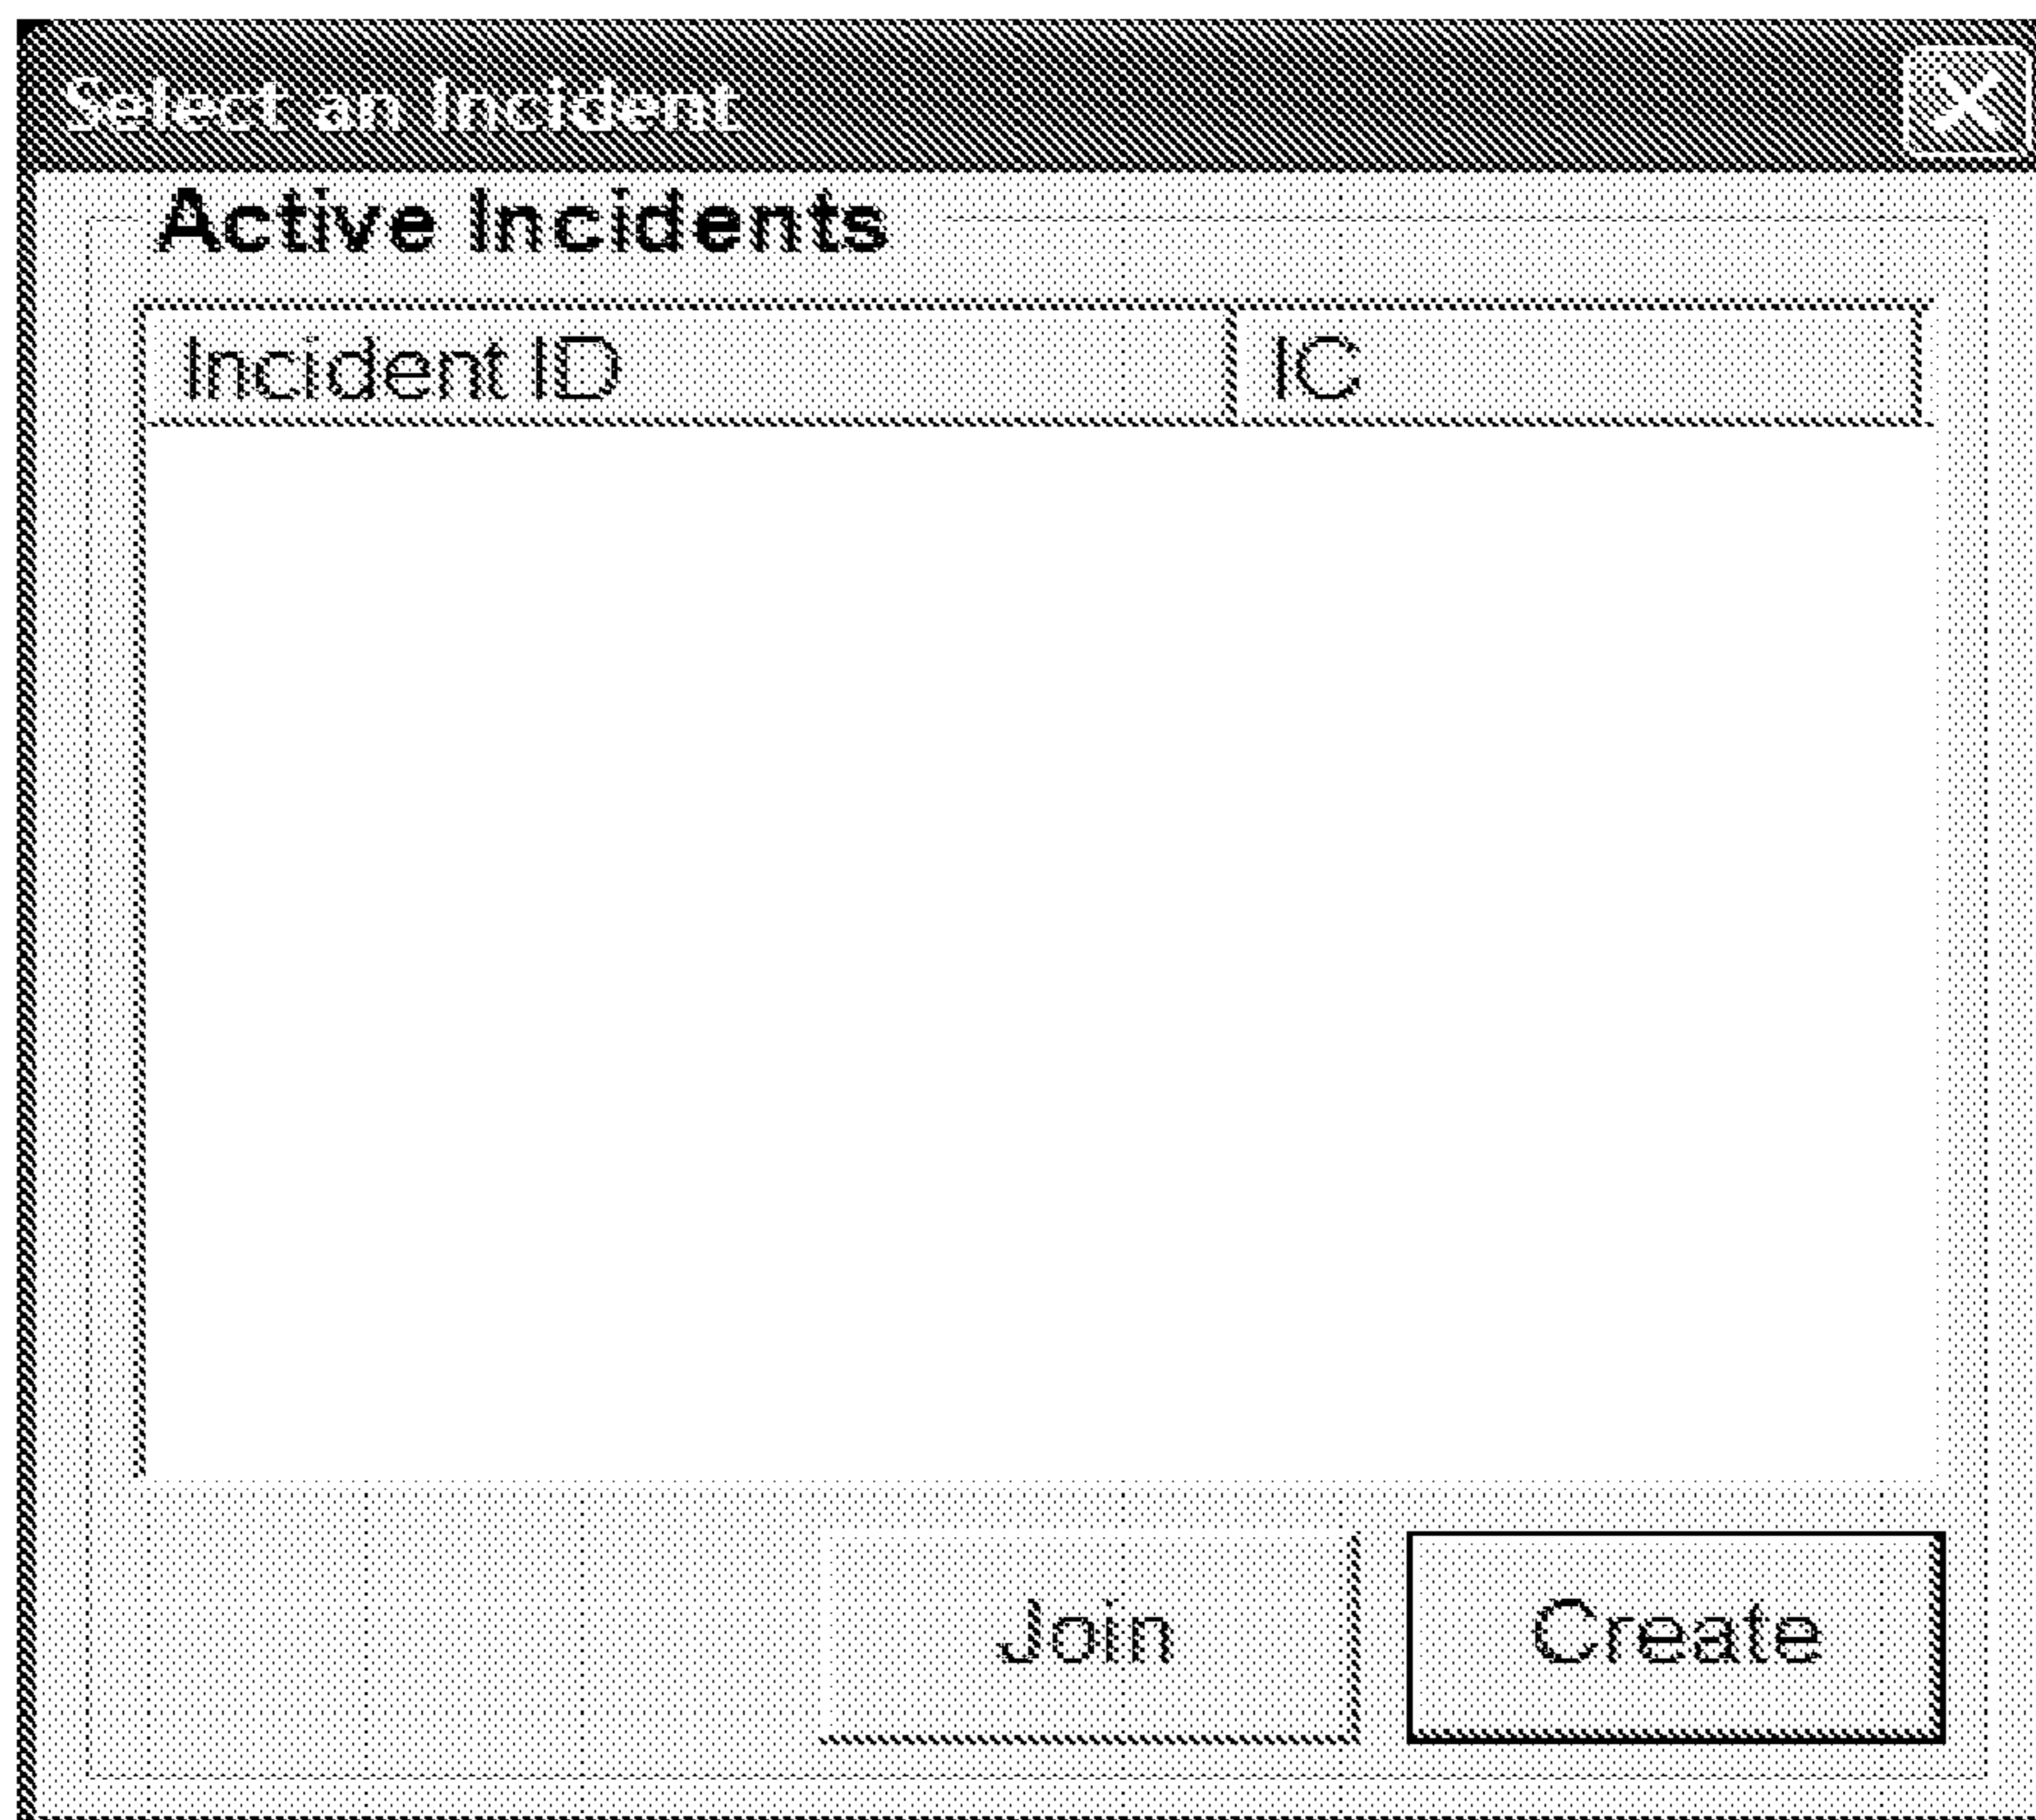 Select an Incident
Active Incidents
Incident ID IC
Join Create